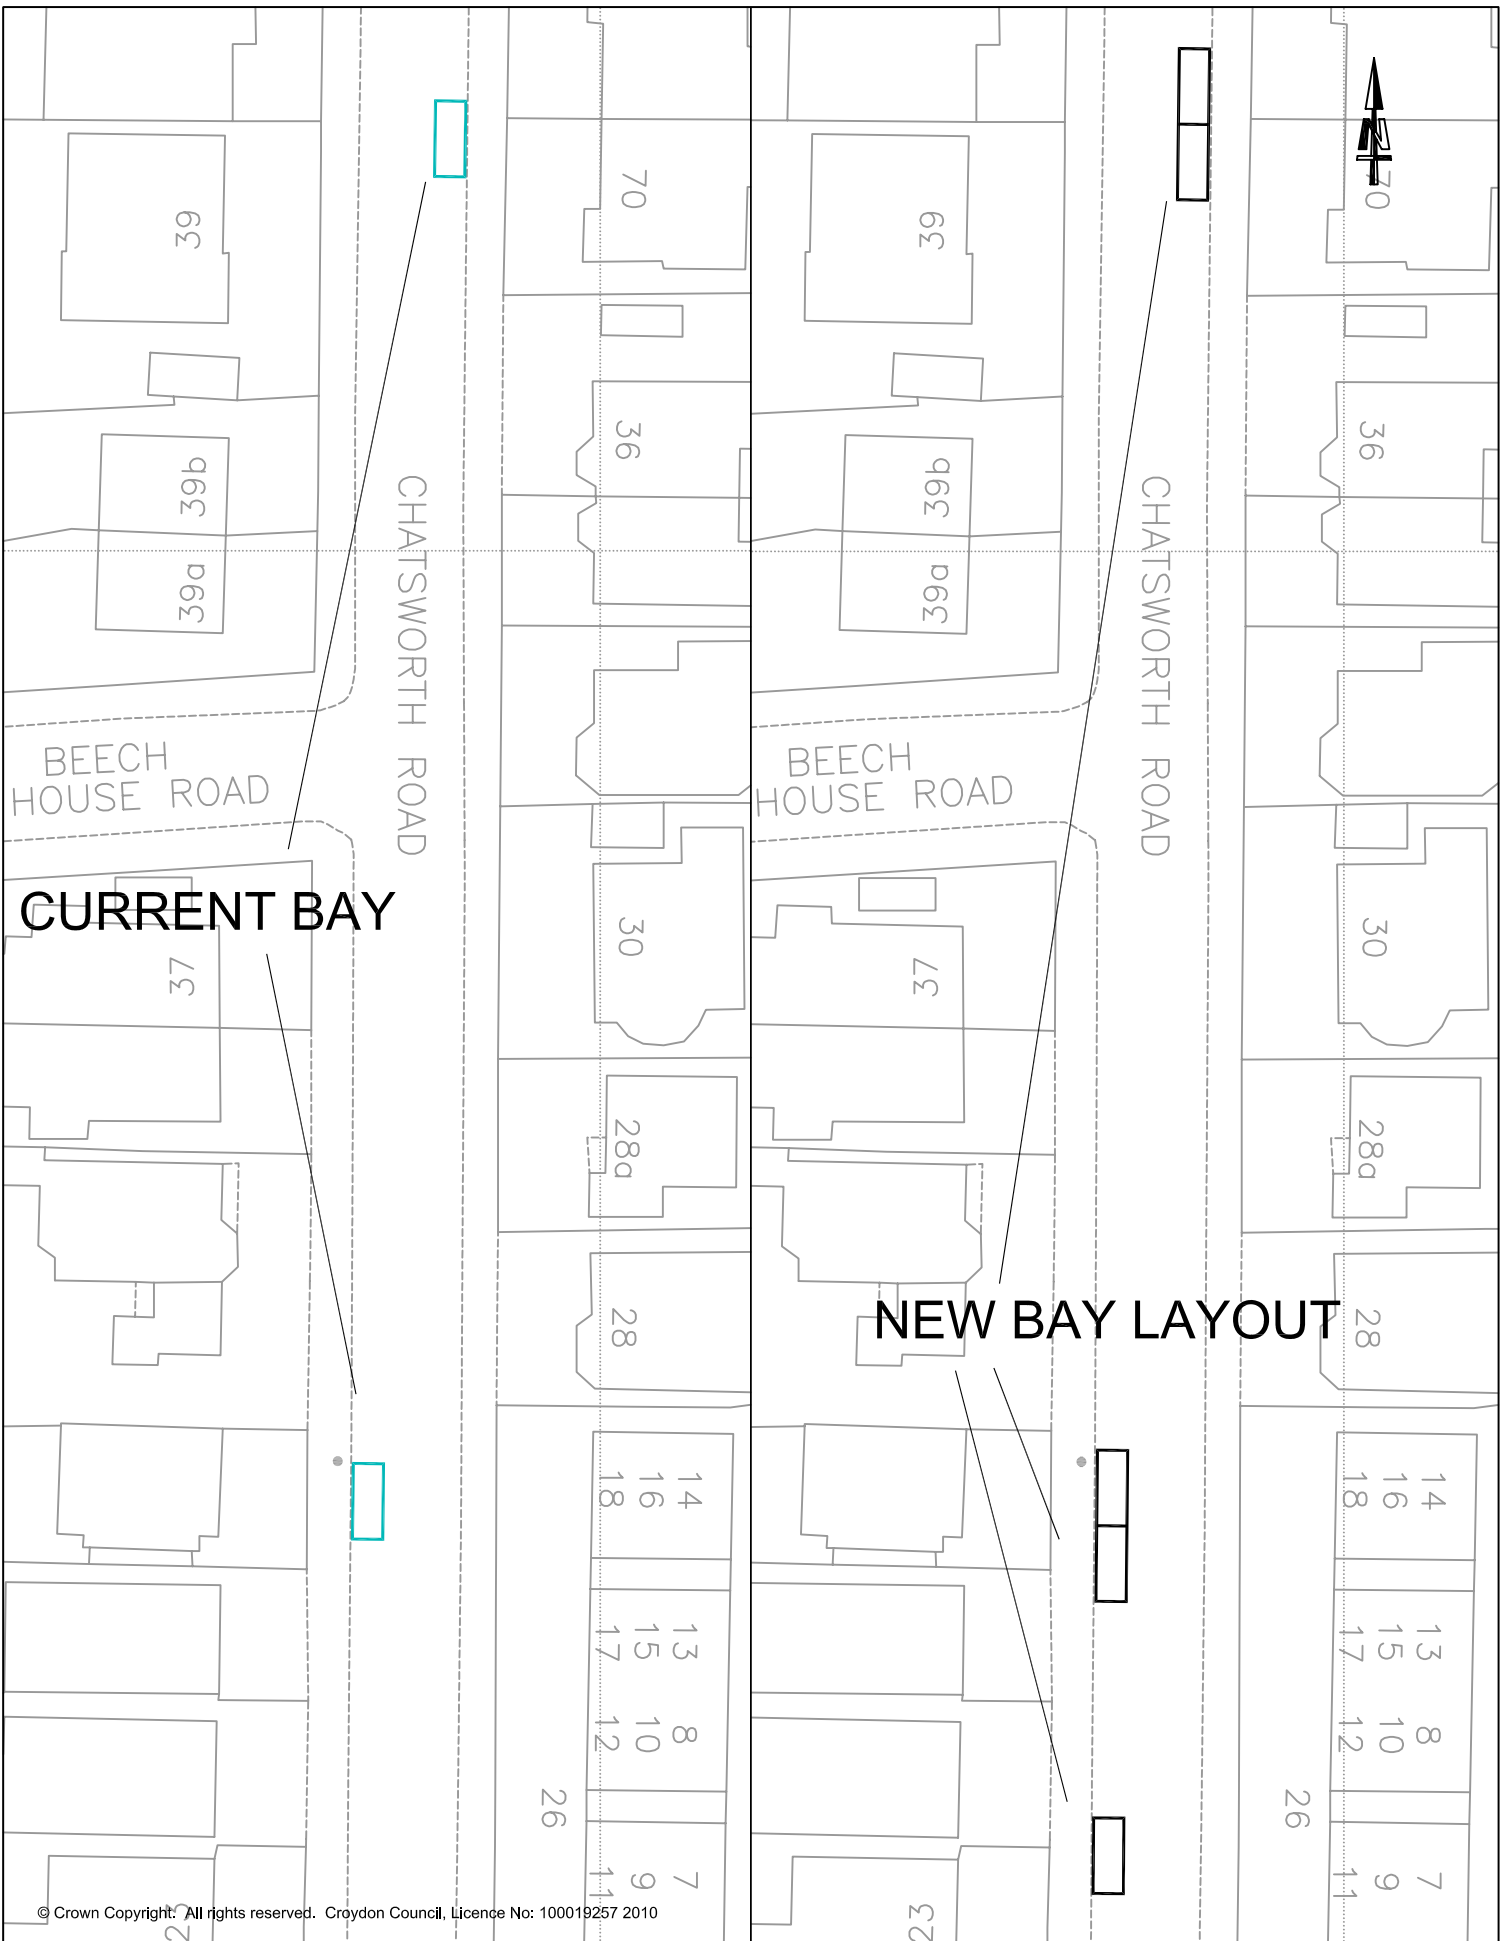 39
70
39b
39a
36
CHATSWORTH ROAD
BEECH
HOUSE ROAD
CURRENT BAY
37
30
28a
28
14
16
18
13
15
17
8
10
12
26
7
9
11
23
© Crown Copyright. All rights reserved. Croydon Council, Licence No: 100019257 2010
N
39
70
39b
39a
36
CHATSWORTH ROAD
BEECH
HOUSE ROAD
37
30
28a
NEW BAY LAYOUT
28
14
16
18
13
15
17
8
10
12
26
7
9
11
23